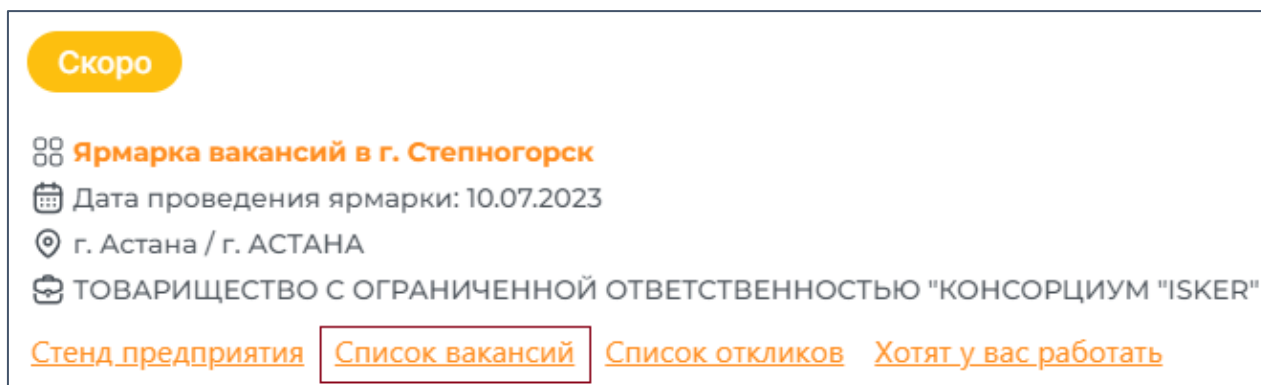 Скоро
Ярмарка вакансий в г. Степногорск
Дата проведения ярмарки: 10.07.2023
г. Астана / г. АСТАНА
ТОВАРИЩЕСТВО С ОГРАНИЧЕННОЙ ОТВЕТСТВЕННОСТЬЮ "КОНСОРЦИУМ "ISKER"
Стенд предприятия Список вакансий Список откликов Хотят у вас работать